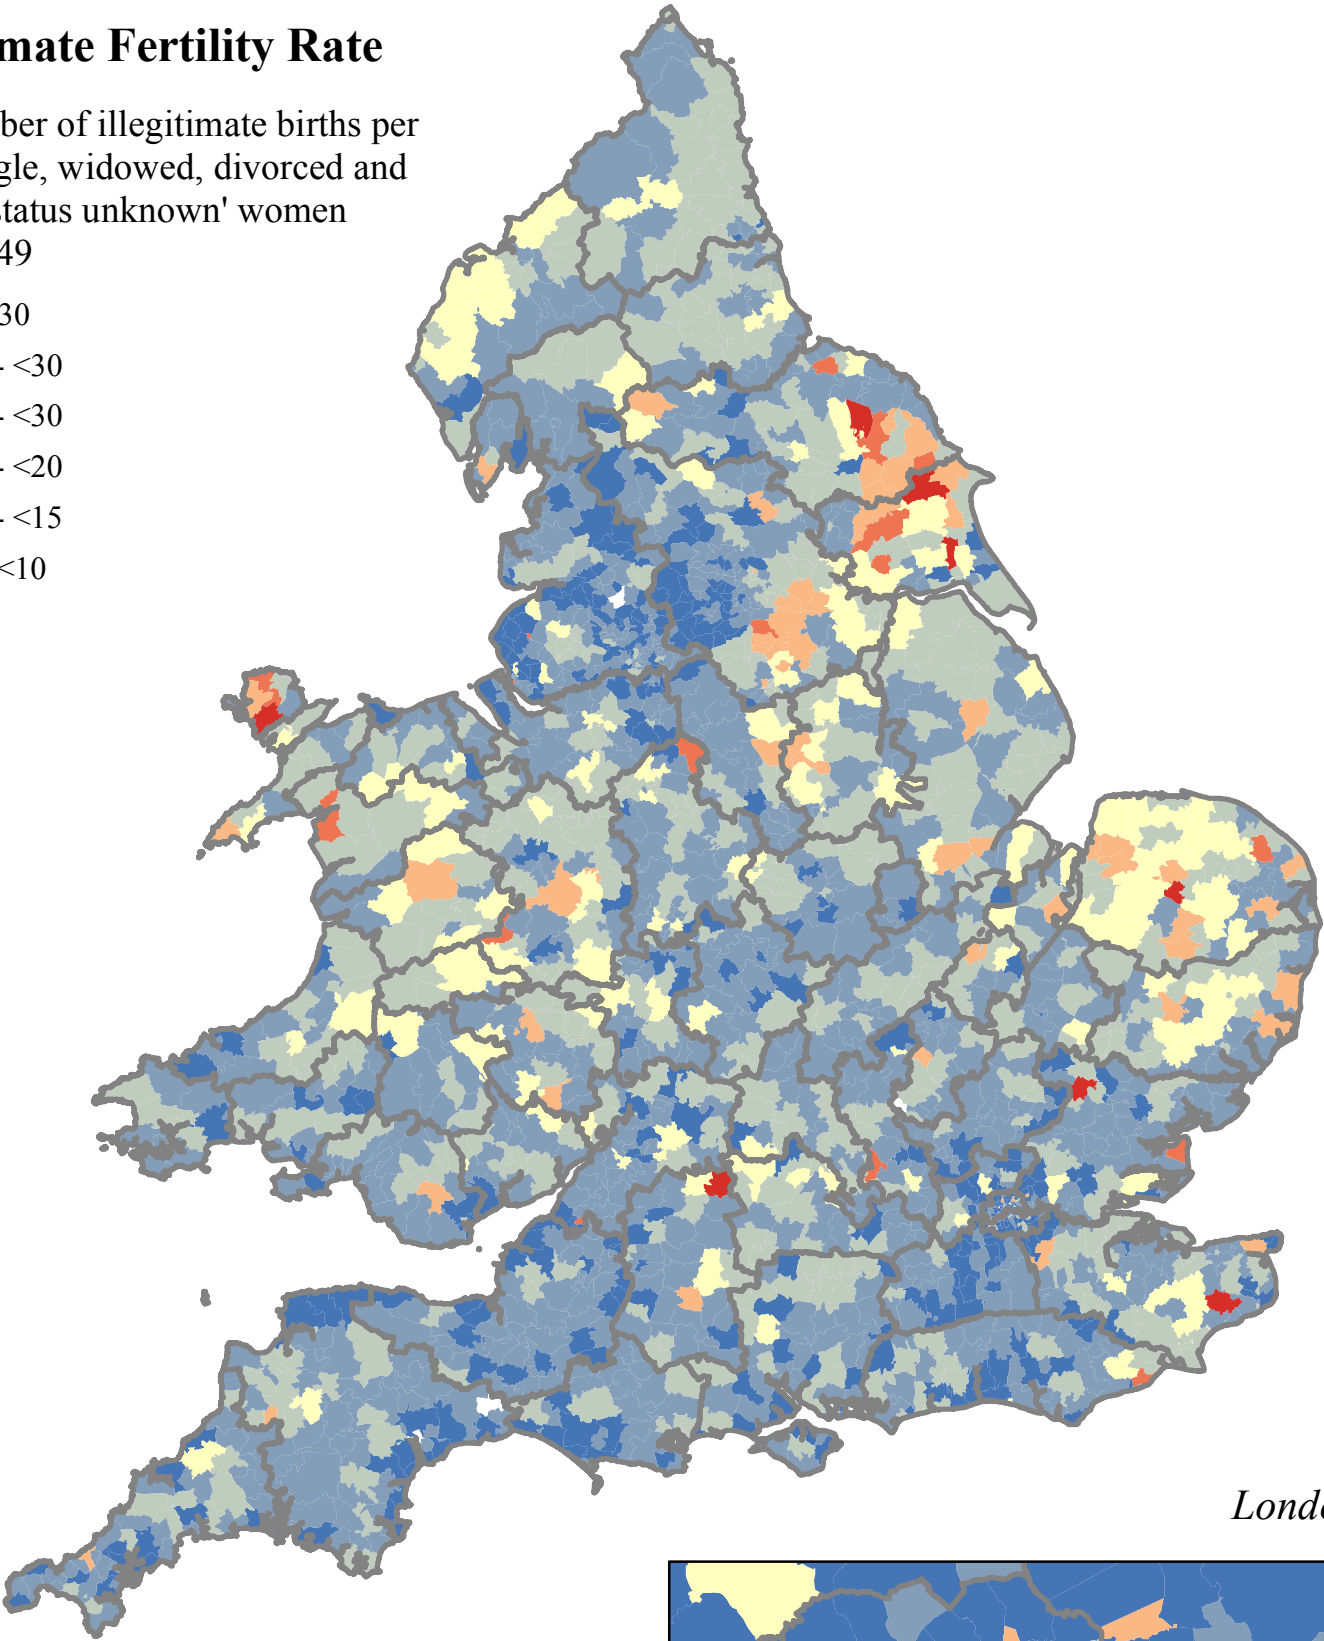 mate Fertility Rate
ber of illegitimate births per
gle, widowed, divorced and
status unknown' women
49
30
- <30
- <30
- <20
- <15
<10
Londo